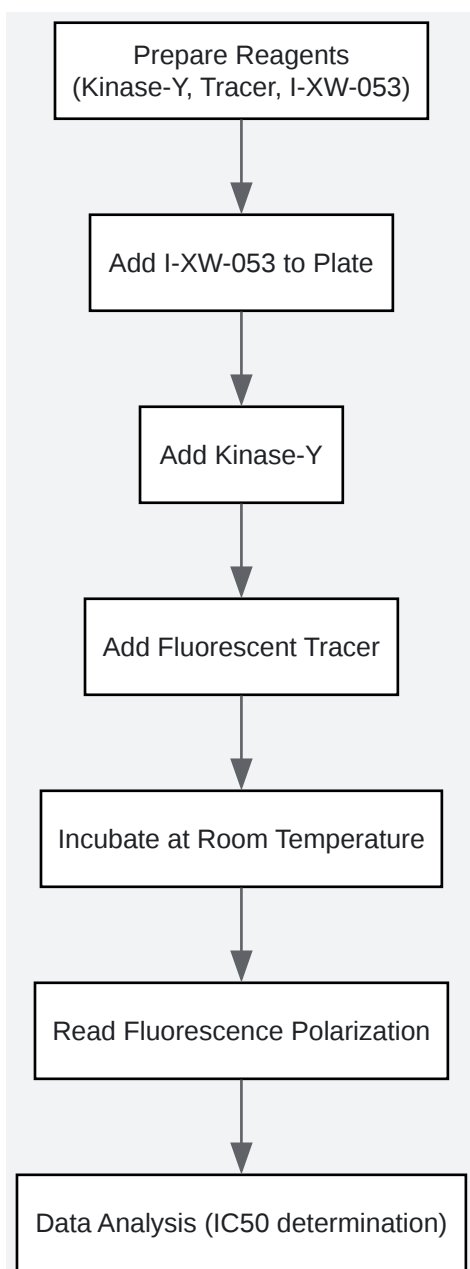 Prepare Reagents
(Kinase-Y, Tracer, I-XW-053)
Add I-XW-053 to Plate
Add Kinase-Y
Add Fluorescent Tracer
Incubate at Room Temperature
Read Fluorescence Polarization
Data Analysis (IC50 determination)